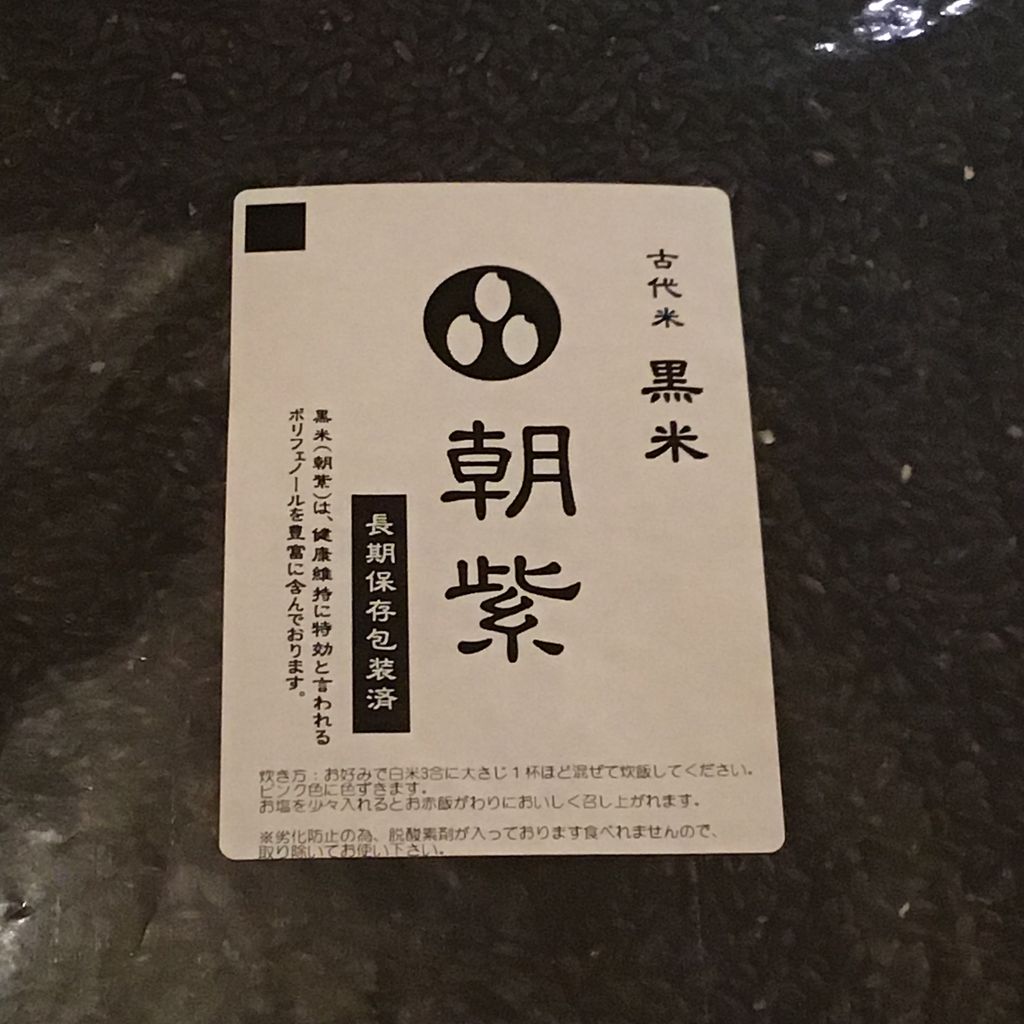 古代米 黒米
朝紫
長期保存包装済
黒米（朝紫）は、健康維持に特効と言われる
ポリフェノールを豊富に含んでおります。
炊き方：お好みで白米3合に大さじ1杯ほど混ぜて炊飯してください。
ピンク色に色ずきます。
お塩を少々入れるとお赤飯がわりにおいしく召し上がれます。
※劣化防止の為、脱酸素剤が入っております食べれませんので、
取り除いてお使い下さい。